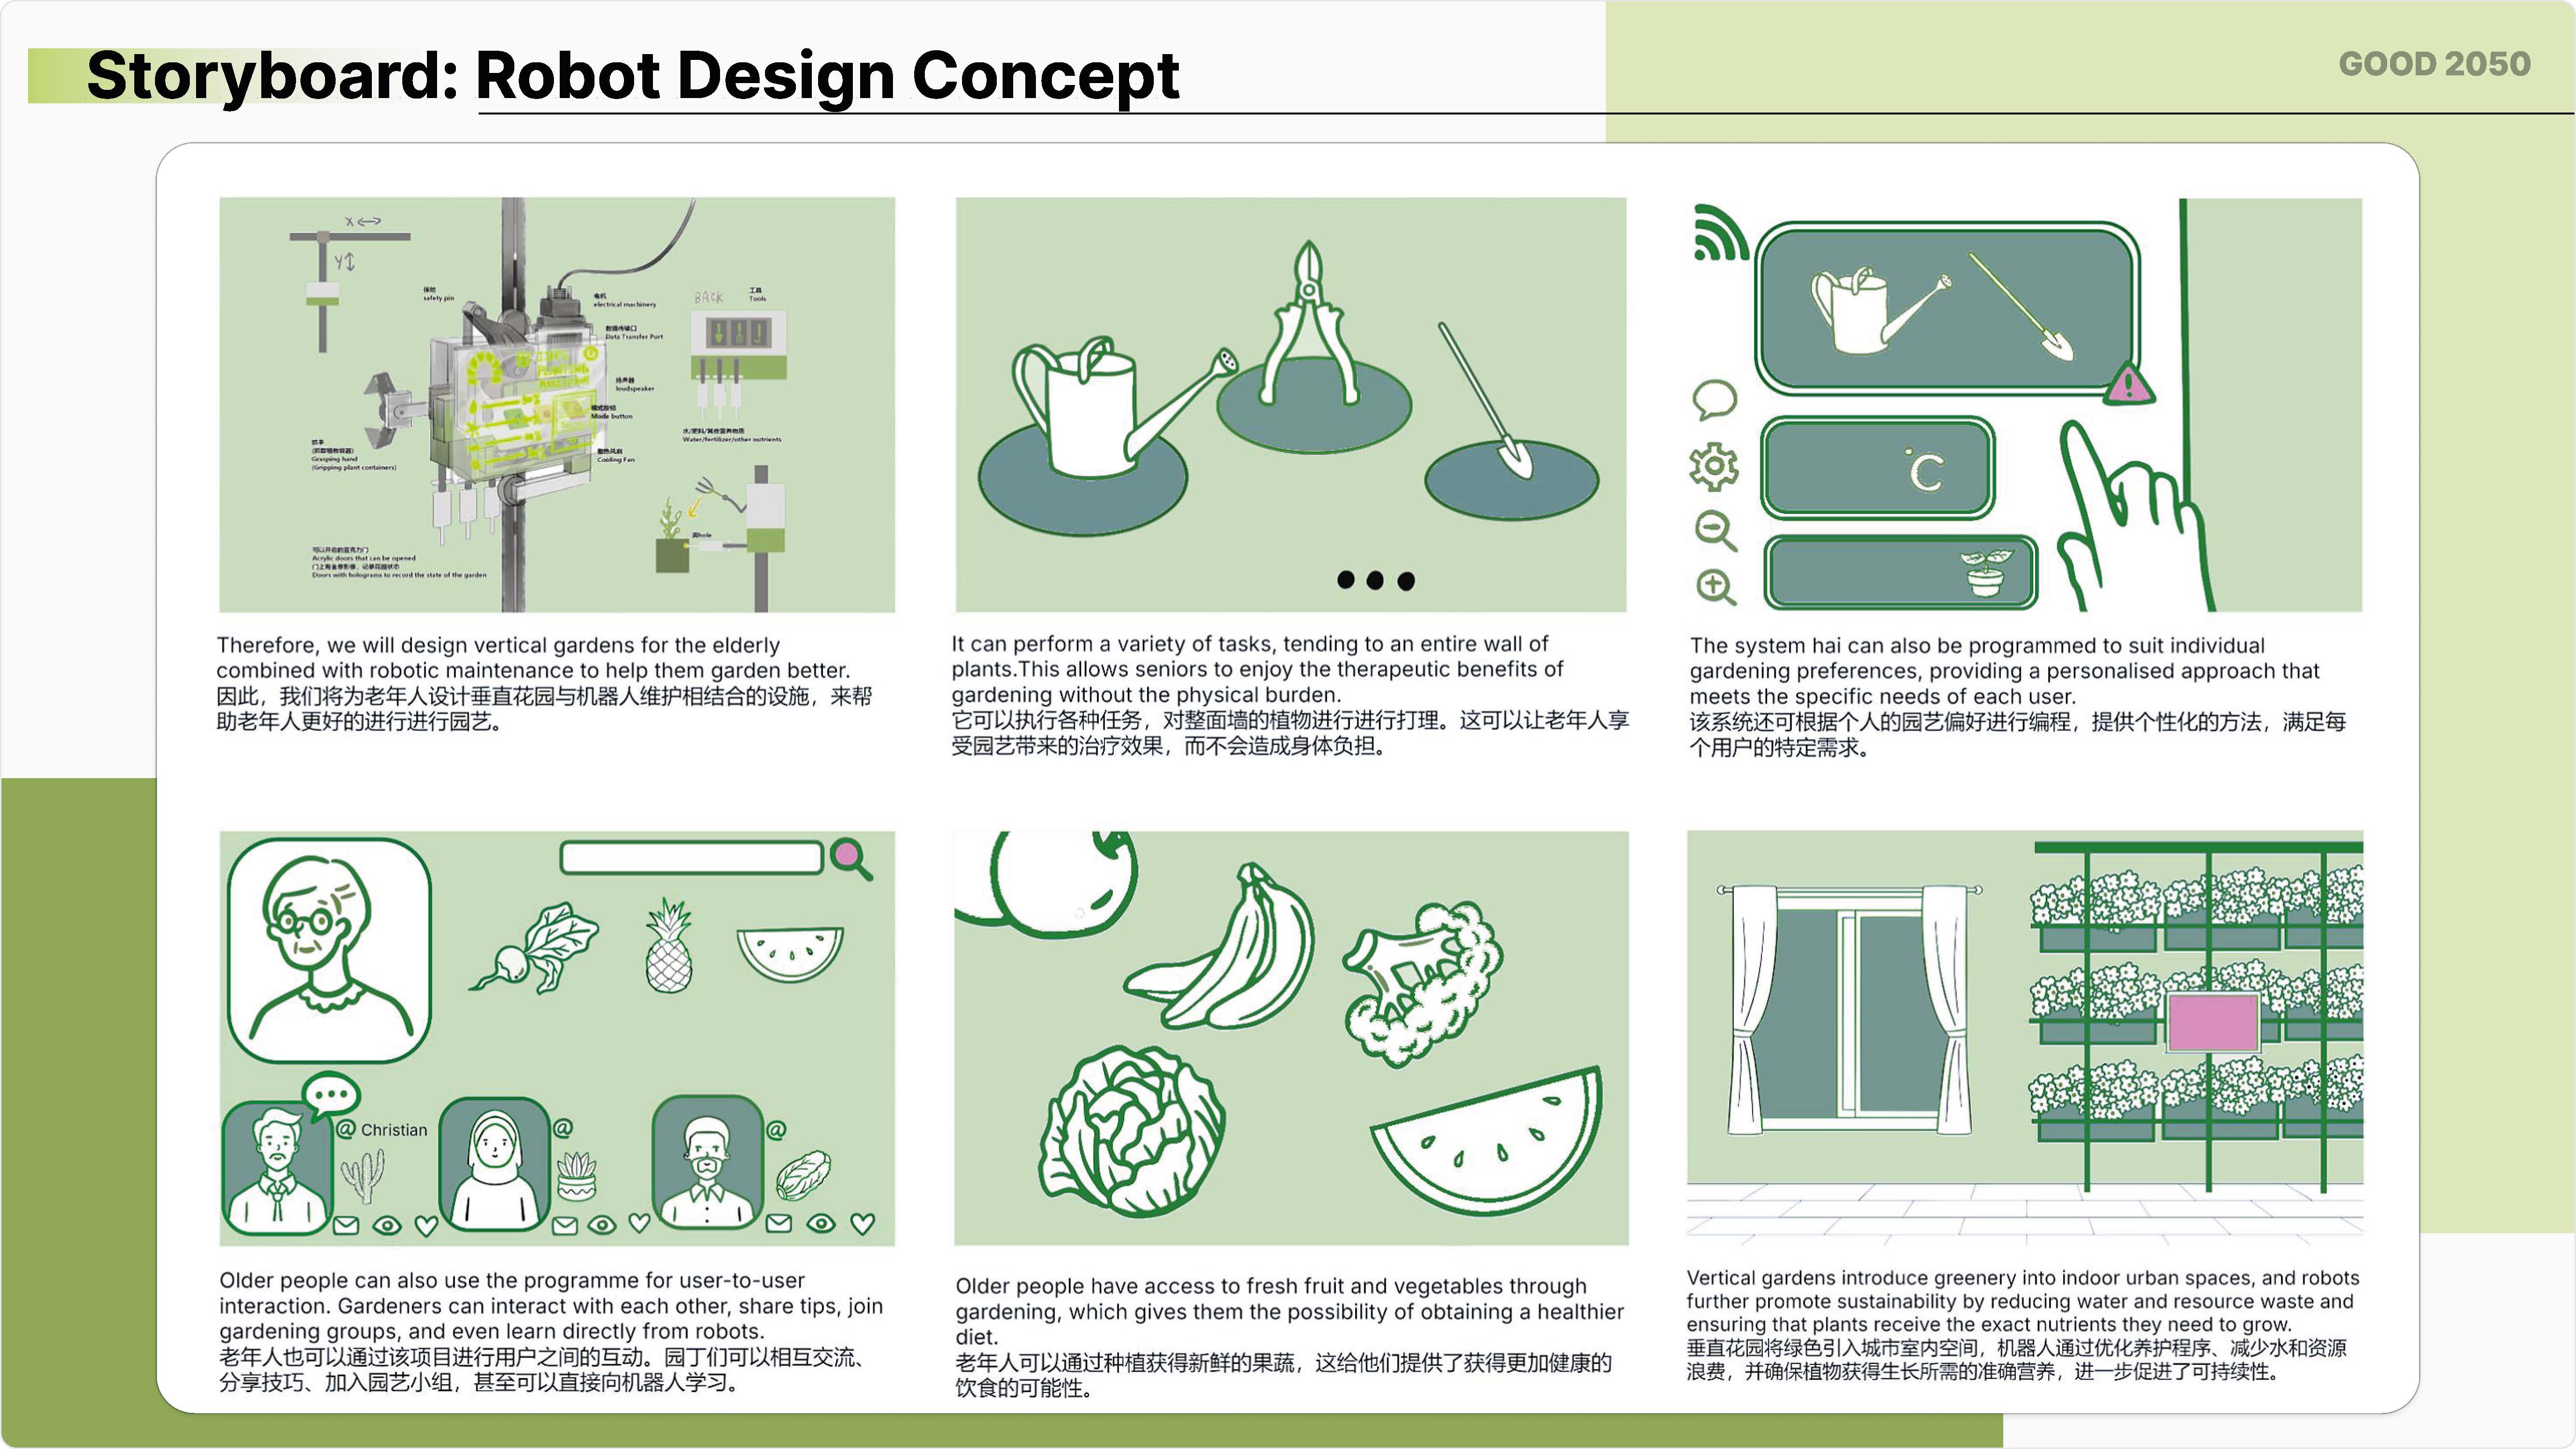 Storyboard: Robot Design Concept
GOOD 2050
X
Y
保险
safety pin
电机
electrical machinery
数据传输口
Data Transfer Port
扬声器
loudspeaker
模式按钮
Mode button
散热风扇
Cooling Fan
BACK
工具
Tools
水/肥料/其他营养物质
Water/fertilizer/other nutrients
抓手
(抓取植物容器)
Grasping hand
(Gripping plant containers)
hole
可以开启的亚克力门
Acrylic doors that can be opened
门上有全息影像，记录花园状态
Doors with holograms to record the state of the garden
°C
Therefore, we will design vertical gardens for the elderly
combined with robotic maintenance to help them garden better.
因此，我们将为老年人设计垂直花园与机器人维护相结合的设施，来帮
助老年人更好的进行进行园艺。
It can perform a variety of tasks, tending to an entire wall of
plants.This allows seniors to enjoy the therapeutic benefits of
gardening without the physical burden.
它可以执行各种任务，对整面墙的植物进行进行打理。这可以让老年人享
受园艺带来的治疗效果，而不会造成身体负担。
The system hai can also be programmed to suit individual
gardening preferences, providing a personalised approach that
meets the specific needs of each user.
该系统还可根据个人的园艺偏好进行编程，提供个性化的方法，满足每
个用户的特定需求。
@ Christian
@
@
Older people can also use the programme for user-to-user
interaction. Gardeners can interact with each other, share tips, join
gardening groups, and even learn directly from robots.
老年人也可以通过该项目进行用户之间的互动。园丁们可以相互交流、
分享技巧、加入园艺小组，甚至可以直接向机器人学习。
Older people have access to fresh fruit and vegetables through
gardening, which gives them the possibility of obtaining a healthier
diet.
老年人可以通过种植获得新鲜的果蔬，这给他们提供了获得更加健康的
饮食的可能性。
Vertical gardens introduce greenery into indoor urban spaces, and robots
further promote sustainability by reducing water and resource waste and
ensuring that plants receive the exact nutrients they need to grow.
垂直花园将绿色引入城市室内空间，机器人通过优化养护程序、减少水和资源
浪费，并确保植物获得生长所需的准确营养，进一步促进了可持续性。